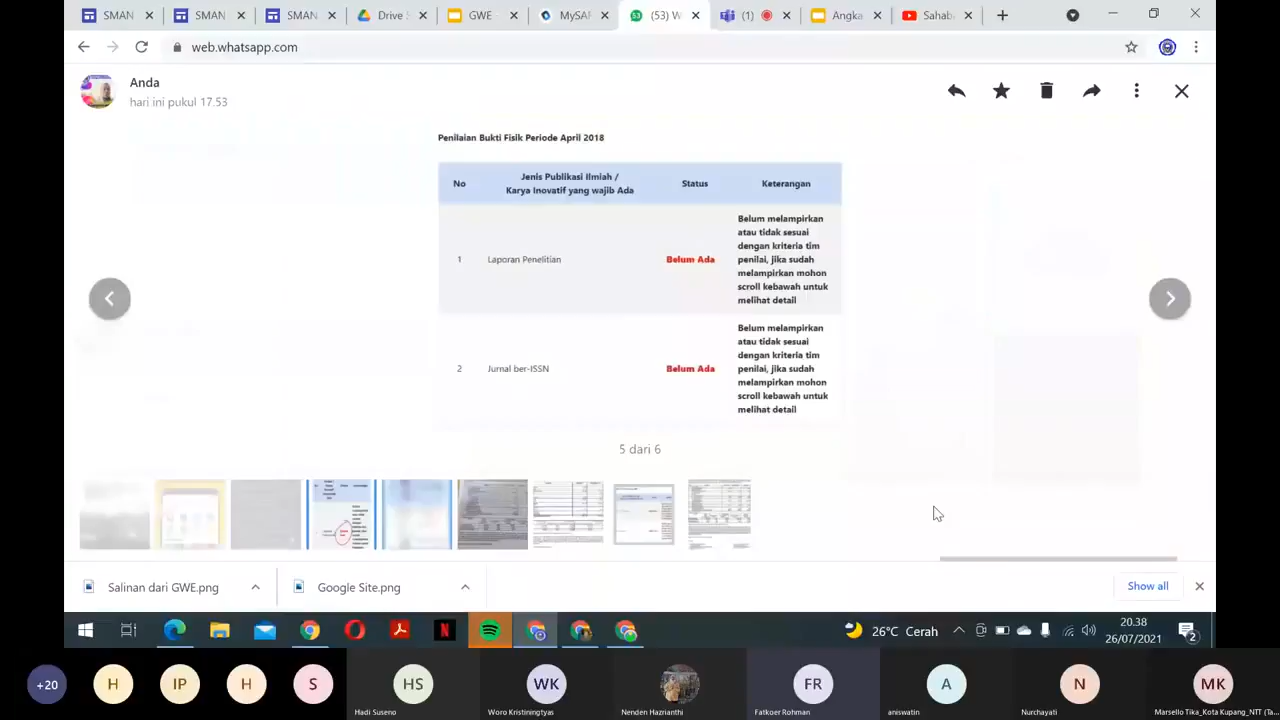 SMAN
SMAN
SMAN
Drive S
GWE -
MySAP
(53) W
(1)
Angka
Sahab
web.whatsapp.com
Anda
hari ini pukul 17.53
Penilaian Bukti Fisik Periode April 2018
No
Jenis Publikasi Ilmiah /
Karya Inovatif yang wajib Ada
Status
Keterangan
1
Laporan Penelitian
Belum Ada
Belum melampirkan
atau tidak sesuai
dengan kriteria tim
penilai, jika sudah
melampirkan mohon
scroll kebawah untuk
melihat detail
2
Jurnal ber-ISSN
Belum Ada
Belum melampirkan
atau tidak sesuai
dengan kriteria tim
penilai, jika sudah
melampirkan mohon
scroll kebawah untuk
melihat detail
5 dari 6
Salinan dari GWE.png
Google Site.png
Show all
26°C Cerah
20.38
26/07/2021
2
+20
H
IP
H
S
HS
WK
FR
A
N
MK
Hadi Suseno
Woro Kristiningtyas
Nenden Hazrianthi
Fatkoer Rohman
aniswatin
Nurchayati
Marsello Tika_Kota Kupang_NTT (Ta...